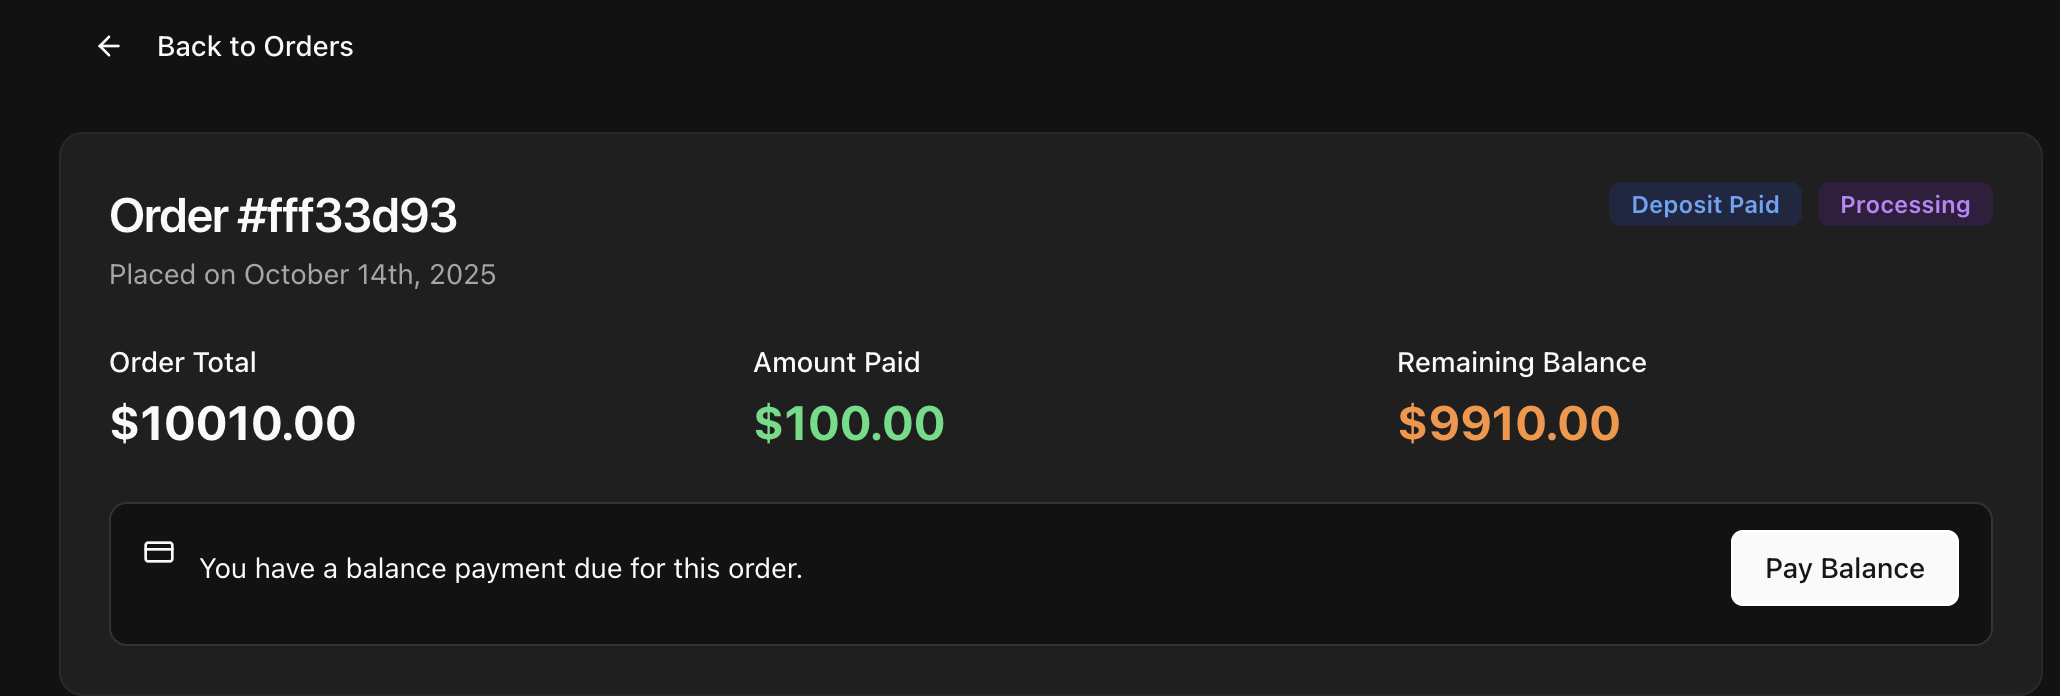 Back to Orders
Order #fff33d93
Deposit Paid
Processing
Placed on October 14th, 2025
Order Total
Amount Paid
Remaining Balance
$10010.00
$100.00
$9910.00
You have a balance payment due for this order.
Pay Balance